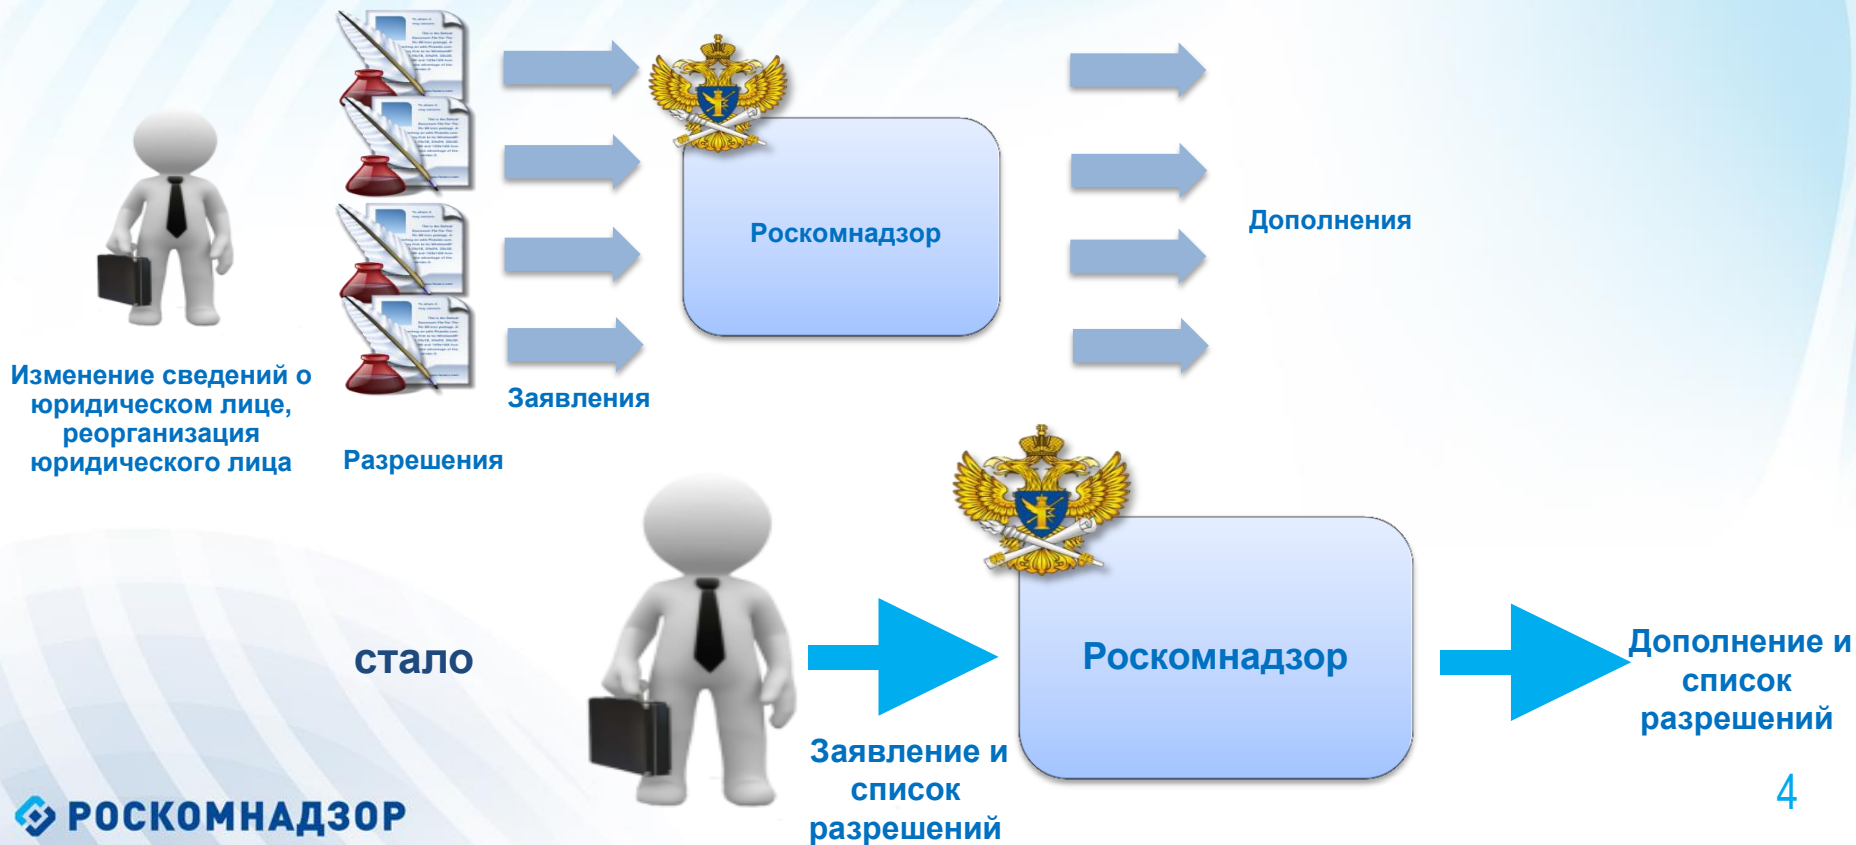 Роскомнадзор
Дополнения
Изменение сведений о
юридическом лице,
реорганизация
юридического лица
Разрешения
Заявления
стало
Роскомнадзор
Заявление и
список
разрешений
Дополнение и
список
разрешений
РОСКОМНАДЗОР
4